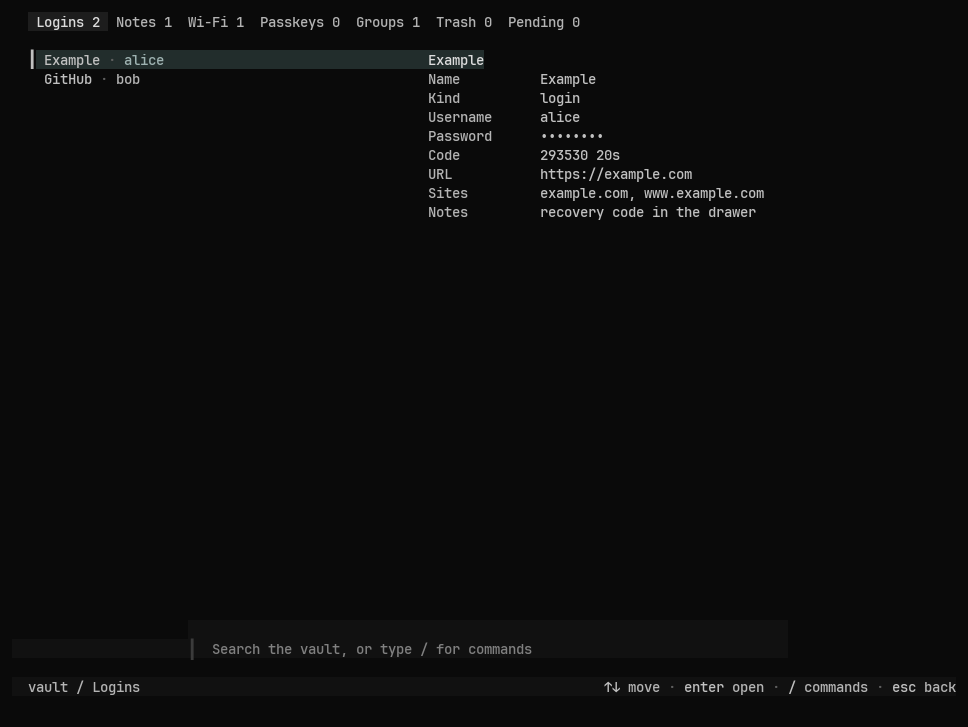 Logins 2 Notes 1 Wi-Fi 1 Passkeys 0 Groups 1 Trash 0 Pending 0
Example · alice Example
GitHub · bob Name Example
Kind login
Username alice
Password ••••••••
Code 293530 20s
URL https://example.com
Sites example.com, www.example.com
Notes recovery code in the drawer
Search the vault, or type / for commands
vault / Logins ↑↓ move · enter open · / commands · esc back